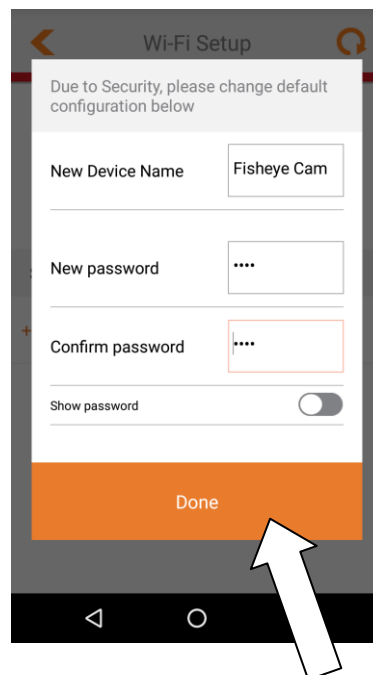 Wi-Fi Setup
Due to Security, please change default
configuration below
New Device Name
Fisheye Cam
New password
••••
Confirm password
••••
Show password
Done